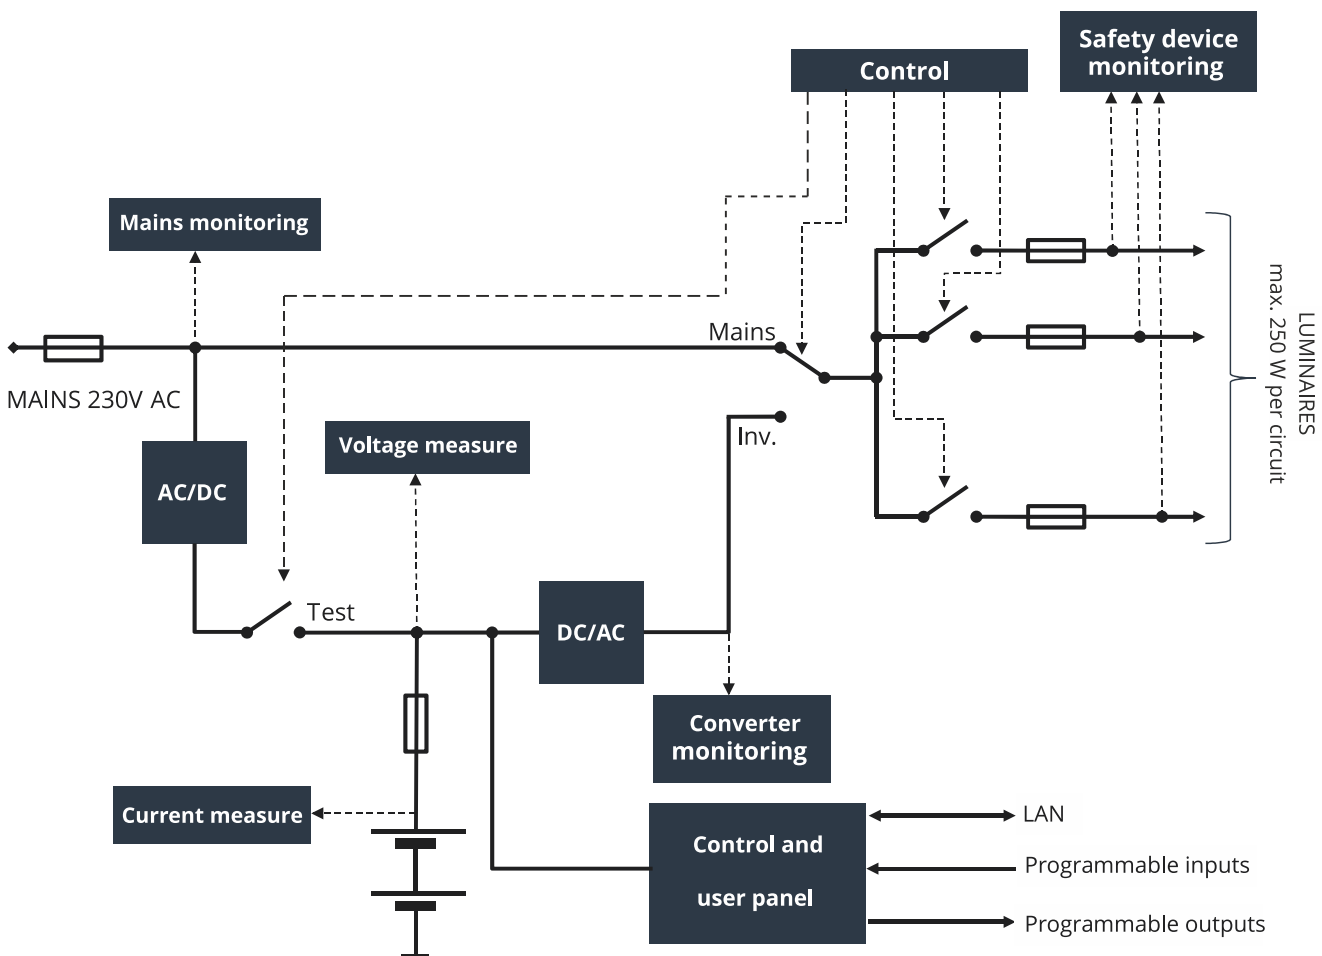 Safety device
monitoring
Control
Mains monitoring
Mains
MAINS 230V AC
Inv.
LUMINAIRES
max. 250 W per circuit
Voltage measure
AC/DC
Test
DC/AC
Converter
monitoring
Current measure
Control and
user panel
LAN
Programmable inputs
Programmable outputs